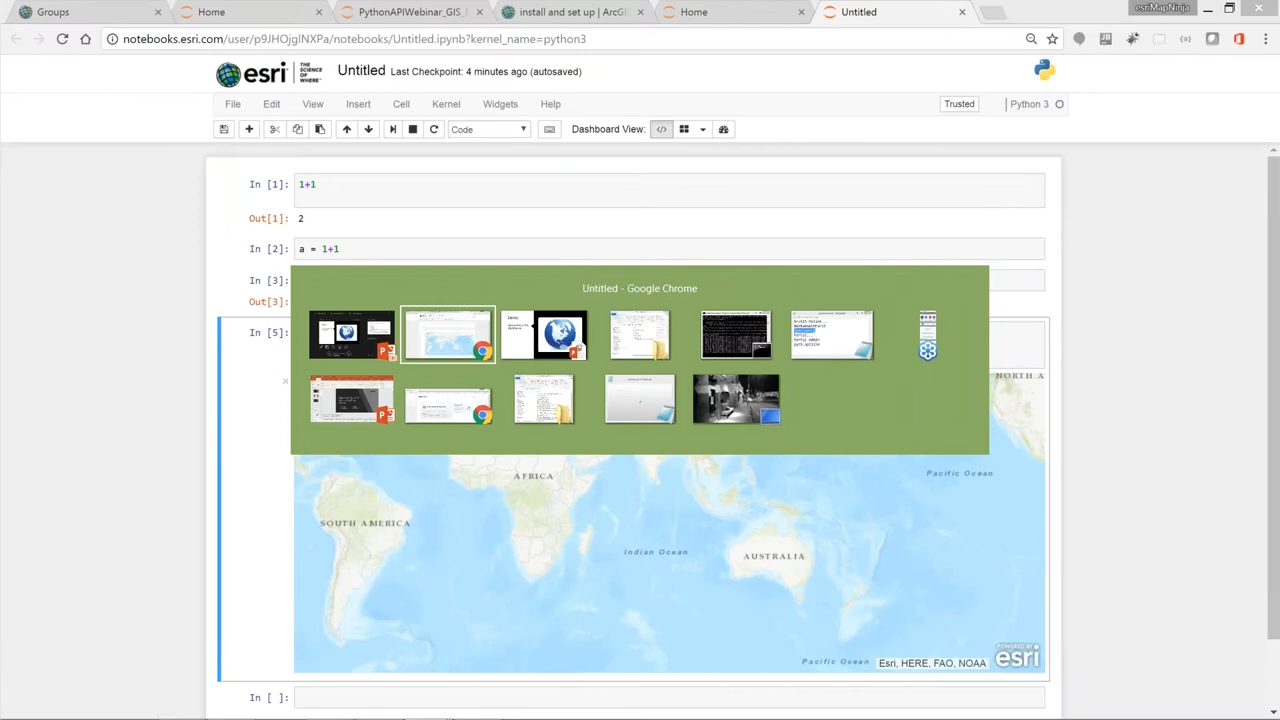 Groups
Home
PythonAPIWebinar_GIS_M
install and set up | ArcGI
Home
Untitled
esriMapNinja
notebooks.esri.com/user/p9JHOjglNXPa/notebooks/Untitled.ipynb?kernel_name=python3
esri THE SCIENCE OF WHERE
Untitled Last Checkpoint: 4 minutes ago (autosaved)
File Edit View Insert Cell Kernel Widgets Help
Trusted
Python 3
Code
Dashboard View:
In [1]: 1+1
Out[1]: 2
In [2]: a = 1+1
In [3]:
Untitled - Google Chrome
Out[3]:
In [5]:
NORTH A
AFRICA
Pacific Ocean
SOUTH AMERICA
Indian Ocean
AUSTRALIA
POWERED BY
esri
Pacific Ocean
Esri, HERE, FAO, NOAA
In [ ]: